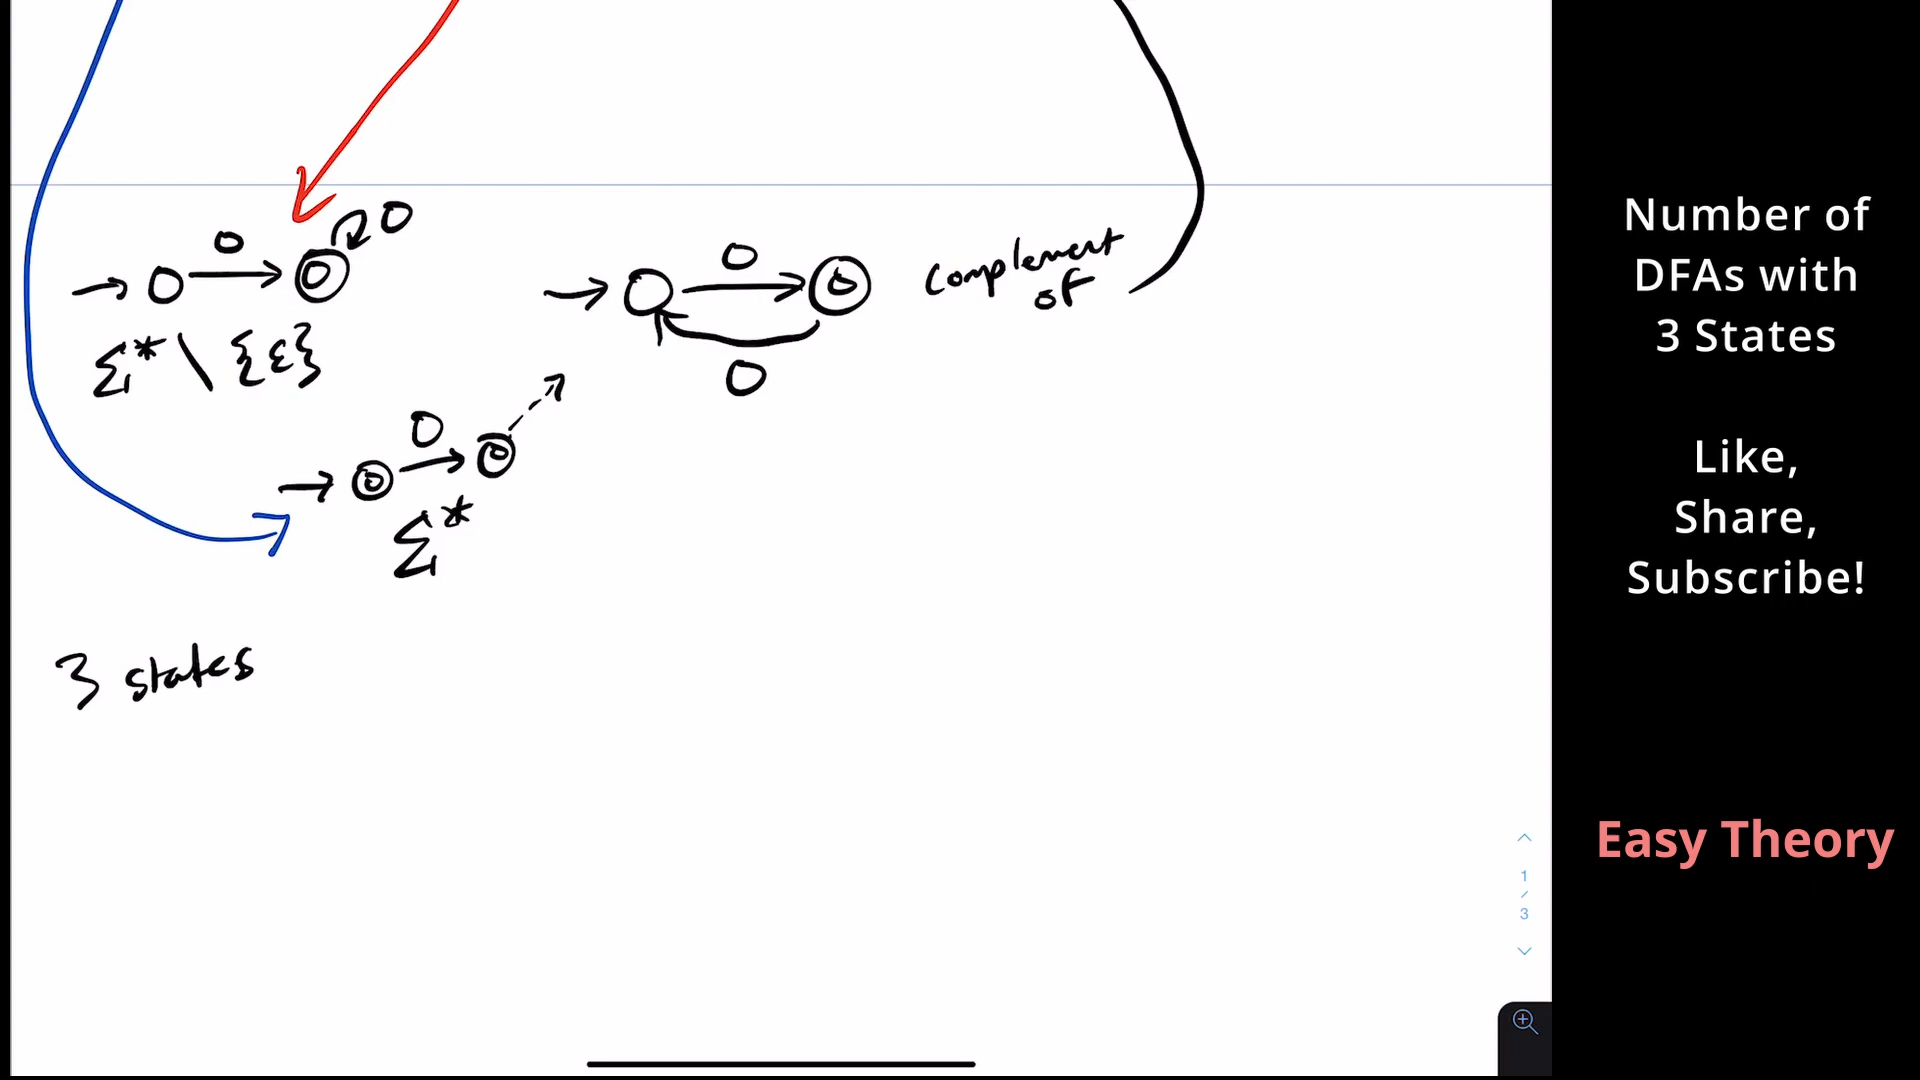 0
0
→ O → ◎
Σ* \ {ε}
0
→ O → ◎
0
Complement
of
0
→ ◎ → ◎
Σ*
3 states
Number of
DFAs with
3 States
Like,
Share,
Subscribe!
Easy Theory
1
/
3